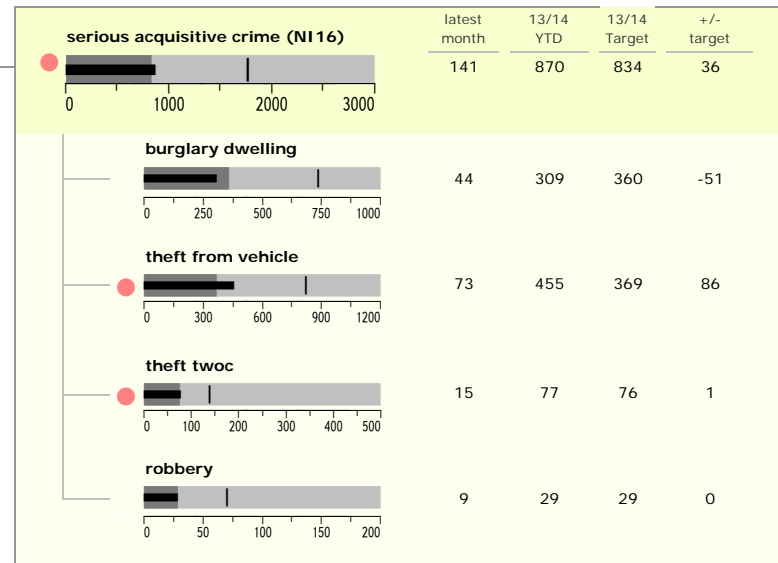 latest 13/14 13/14 +/-
serious acquisitive crime (NI16) month YTD Target target
141 870 834 36
0 1000 2000 3000
burglary dwelling
44 309 360 -51
0 250 500 750 1000
theft from vehicle
73 455 369 86
0 300 600 900 1200
theft twoc
15 77 76 1
0 100 200 300 400 500
robbery
9 29 29 0
0 50 100 150 200